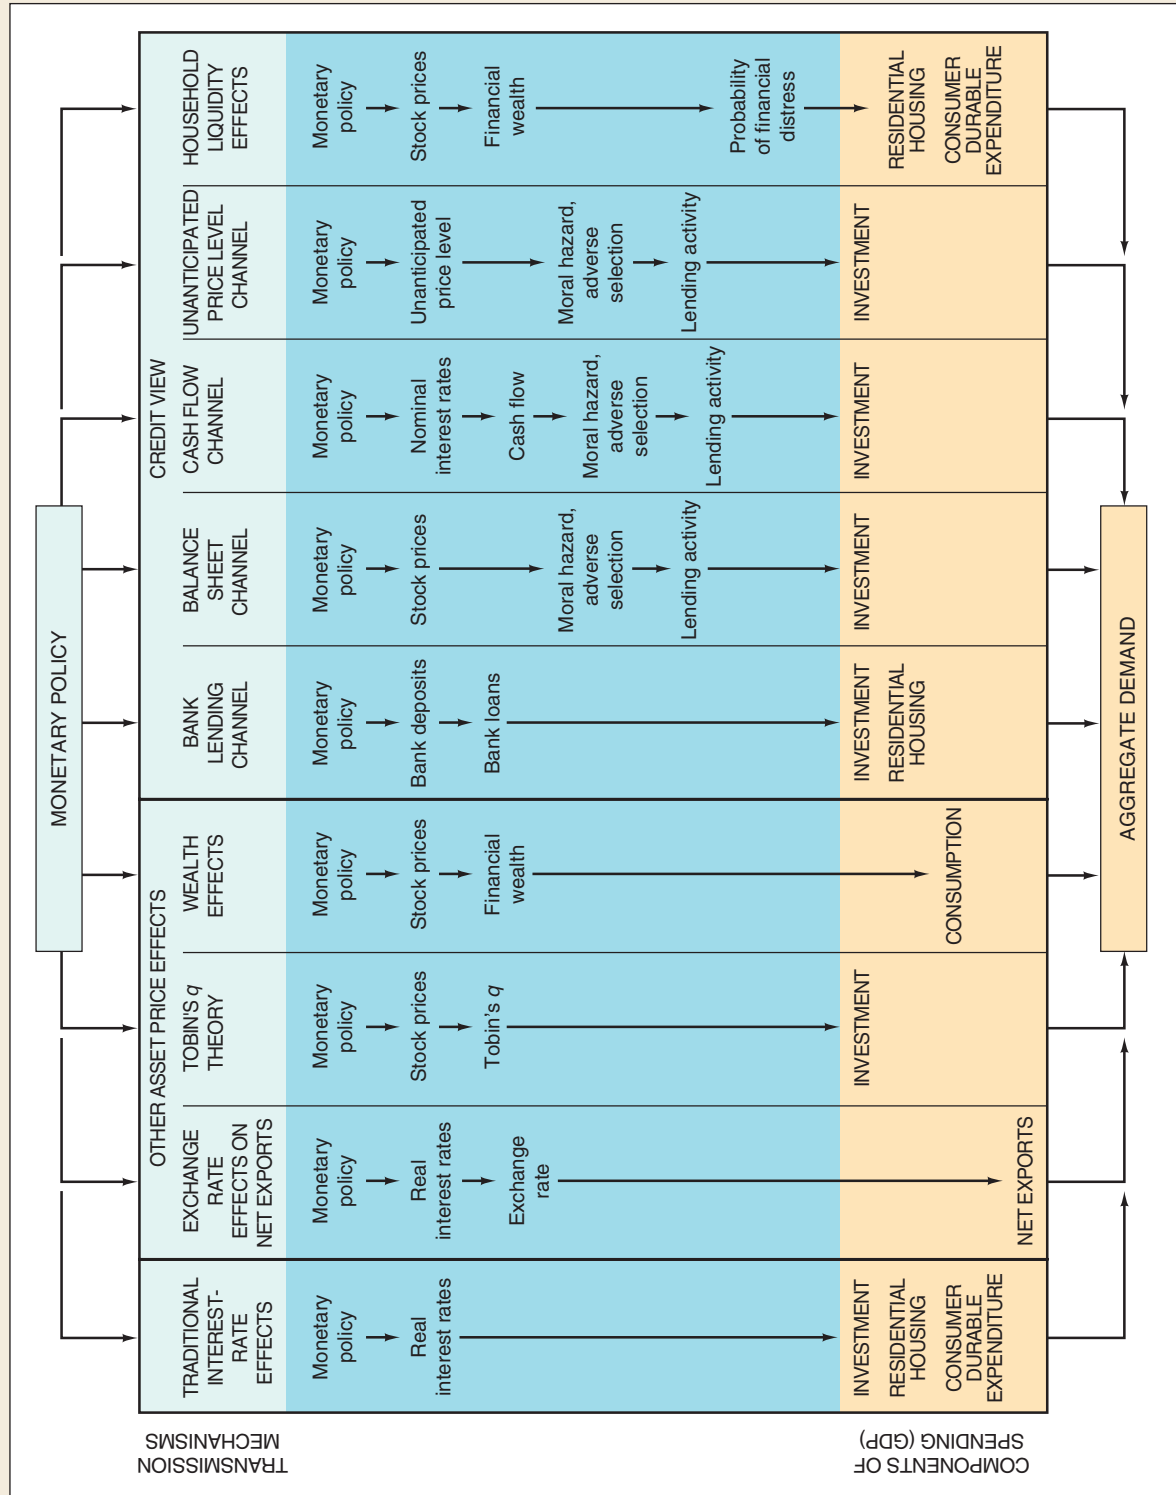 MONETARY POLICY
TRANSMISSION
MECHANISMS
OTHER ASSET PRICE EFFECTS
CREDIT VIEW
TRADITIONAL
INTEREST-
RATE
EFFECTS
EXCHANGE
RATE
EFFECTS ON
NET EXPORTS
TOBIN'S q
THEORY
WEALTH
EFFECTS
BANK
LENDING
CHANNEL
BALANCE
SHEET
CHANNEL
CASH FLOW
CHANNEL
UNANTICIPATED
PRICE LEVEL
CHANNEL
HOUSEHOLD
LIQUIDITY
EFFECTS
Monetary
policy
Real
interest rates
Monetary
policy
Real
interest rates
Exchange
rate
Monetary
policy
Stock prices
Tobin's q
Monetary
policy
Stock prices
Financial
wealth
Monetary
policy
Bank deposits
Bank loans
Monetary
policy
Stock prices
Moral hazard,
adverse
selection
Lending activity
Monetary
policy
Nominal
interest rates
Cash flow
Moral hazard,
adverse
selection
Lending activity
Monetary
policy
Unanticipated
price level
Moral hazard,
adverse
selection
Lending activity
Monetary
policy
Stock prices
Financial
wealth
Probability
of financial
distress
COMPONENTS OF
SPENDING (GDP)
INVESTMENT
RESIDENTIAL
HOUSING
CONSUMER
DURABLE
EXPENDITURE
NET EXPORTS
INVESTMENT
CONSUMPTION
INVESTMENT
RESIDENTIAL
HOUSING
INVESTMENT
INVESTMENT
INVESTMENT
RESIDENTIAL
HOUSING
CONSUMER
DURABLE
EXPENDITURE
AGGREGATE DEMAND